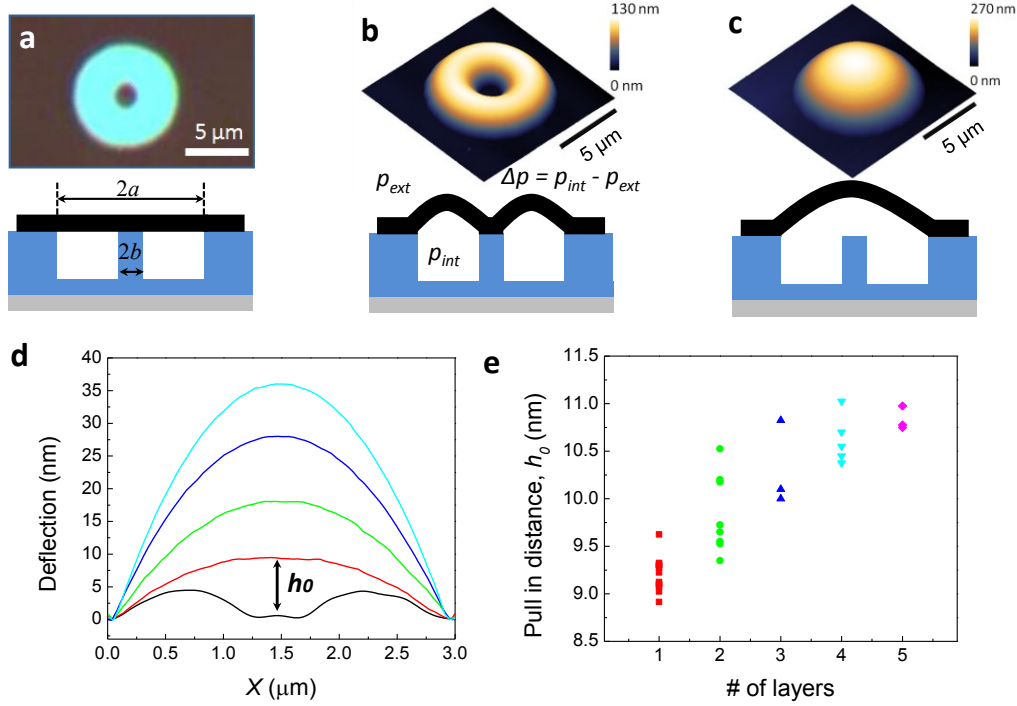 a
5 μm
2a
2b
b
130 nm
0 nm
5 μm
p_ext
Δp = p_int - p_ext
p_int
c
270 nm
0 nm
5 μm
d
Deflection (nm)
40
35
30
25
20
15
10
5
0
h0
0.0 0.5 1.0 1.5 2.0 2.5 3.0
X (μm)
e
Pull in distance, h_0 (nm)
11.5
11.0
10.5
10.0
9.5
9.0
8.5
1 2 3 4 5
# of layers